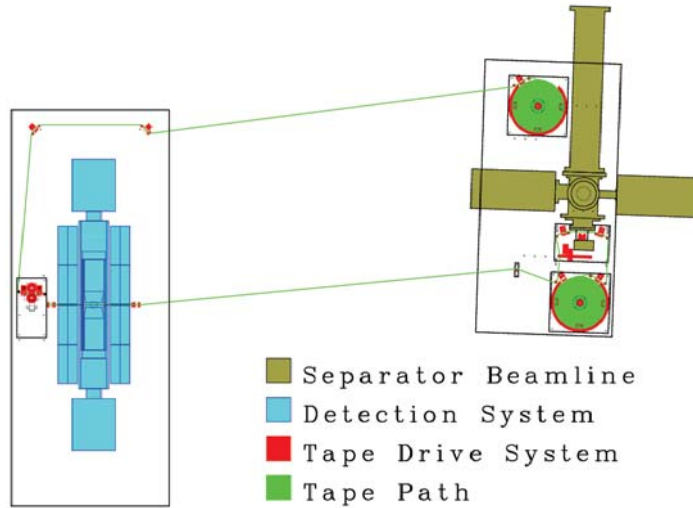 Separator Beamline
Detection System
Tape Drive System
Tape Path